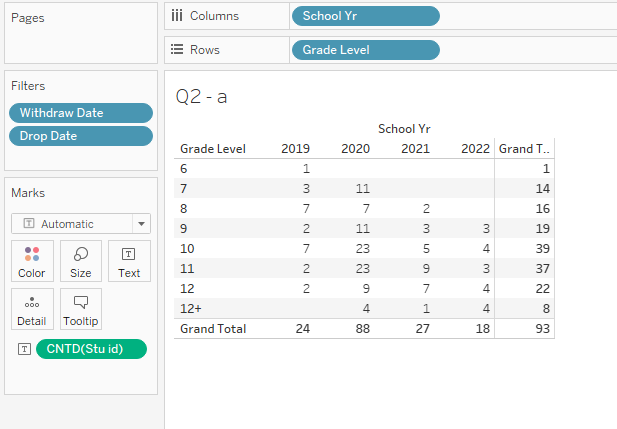 Pages
Columns
School Yr
Rows
Grade Level
Filters
Withdraw Date
Drop Date
Marks
Automatic
Color
Size
Text
Detail
Tooltip
CNTD(Stu id)
Q2 - a
School Yr
Grade Level 2019 2020 2021 2022 Grand T..
6 1 1
7 3 11 14
8 7 7 2 16
9 2 11 3 3 19
10 7 23 5 4 39
11 2 23 9 3 37
12 2 9 7 4 22
12+ 4 1 4 8
Grand Total 24 88 27 18 93